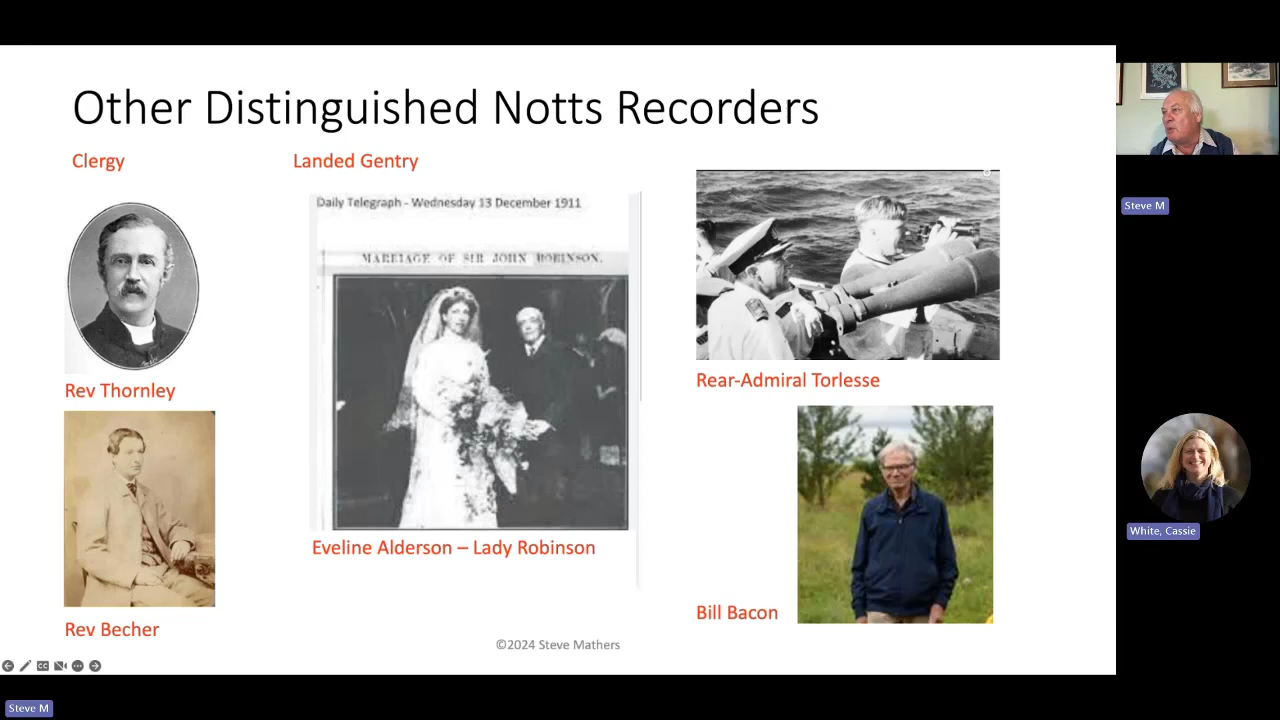 Other Distinguished Notts Recorders
Clergy
Landed Gentry
Daily Telegraph - Wednesday 13 December 1911
MARRIAGE OF SIR JOHN ROBINSON.
Rev Thornley
Rear-Admiral Torlesse
Eveline Alderson – Lady Robinson
Bill Bacon
Rev Becher
©2024 Steve Mathers
Steve M
White, Cassie
CC
Steve M